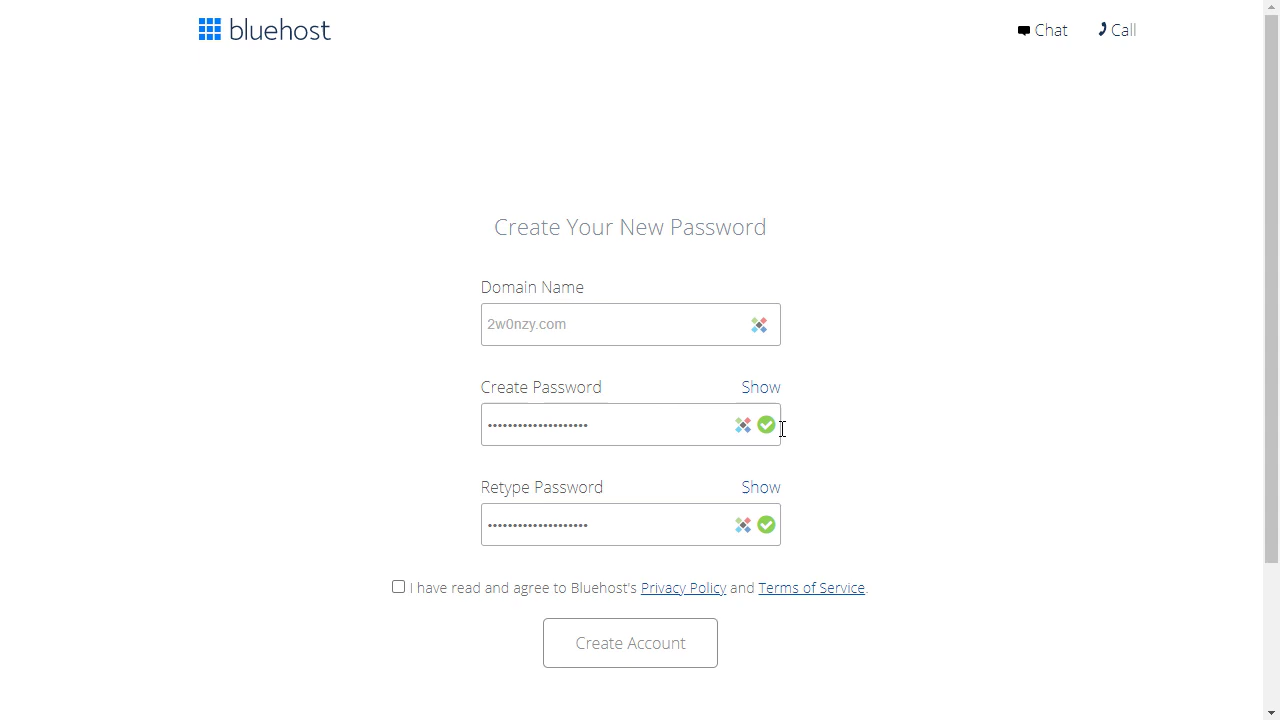 bluehost
Chat
Call
Create Your New Password
Domain Name
2w0nzy.com
Create Password
Show
••••••••••••••••••••
Retype Password
Show
••••••••••••••••••••
I have read and agree to Bluehost's Privacy Policy and Terms of Service.
Create Account